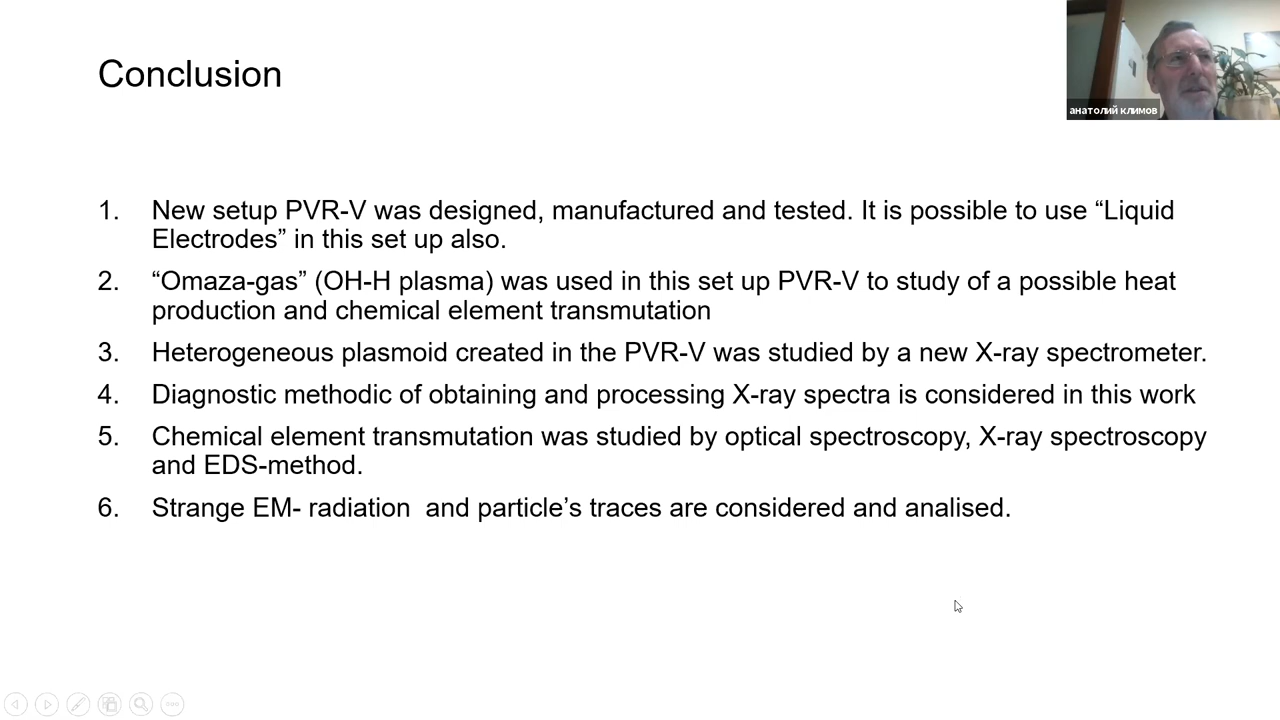 Conclusion
анатолий климов
1. New setup PVR-V was designed, manufactured and tested. It is possible to use “Liquid
Electrodes” in this set up also.
2. “Omaza-gas” (OH-H plasma) was used in this set up PVR-V to study of a possible heat
production and chemical element transmutation
3. Heterogeneous plasmoid created in the PVR-V was studied by a new X-ray spectrometer.
4. Diagnostic methodic of obtaining and processing X-ray spectra is considered in this work
5. Chemical element transmutation was studied by optical spectroscopy, X-ray spectroscopy
and EDS-method.
6. Strange EM- radiation  and particle’s traces are considered and analised.